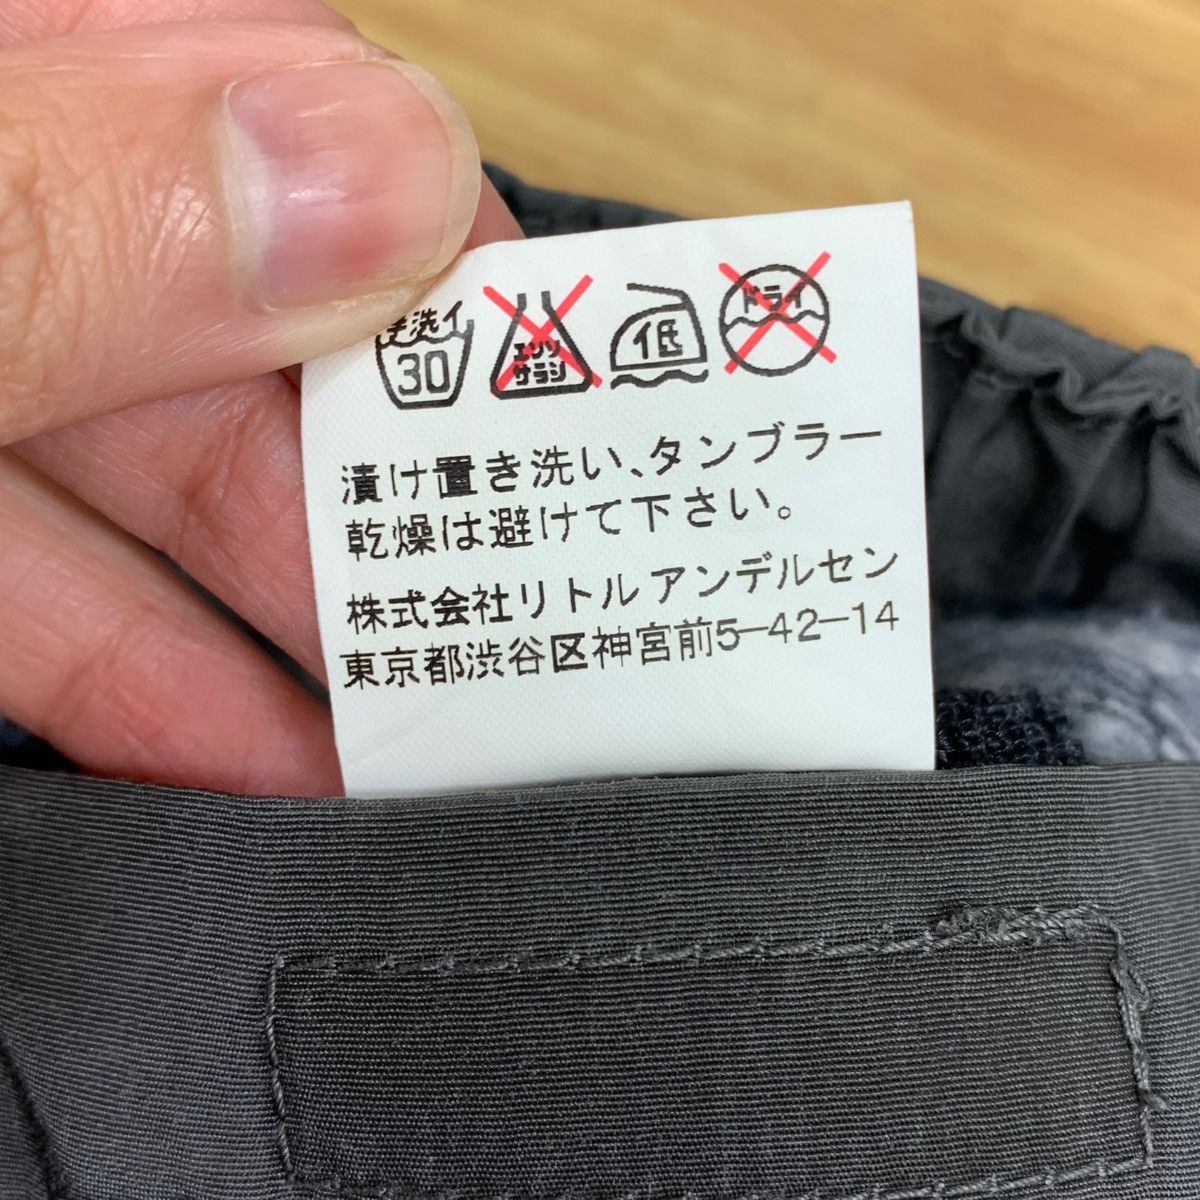 手洗イ
30
エンソ
サラシ
低
ドライ
漬け置き洗い、タンブラー
乾燥は避けて下さい。
株式会社リトルアンデルセン
東京都渋谷区神宮前5-42-14